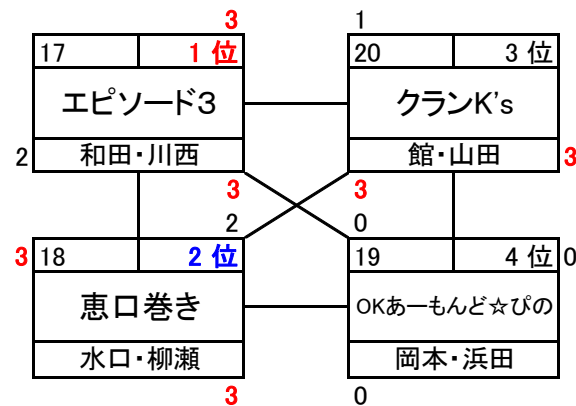 3 1
17 1 位 20 3 位
エピソード3 クランK's
2 和田・川西 館・山田 3
3 3
2 0
3 18 2 位 19 4 位 0
恵口巻き OKあーもんど☆ぴの
水口・柳瀬 岡本・浜田
3 0